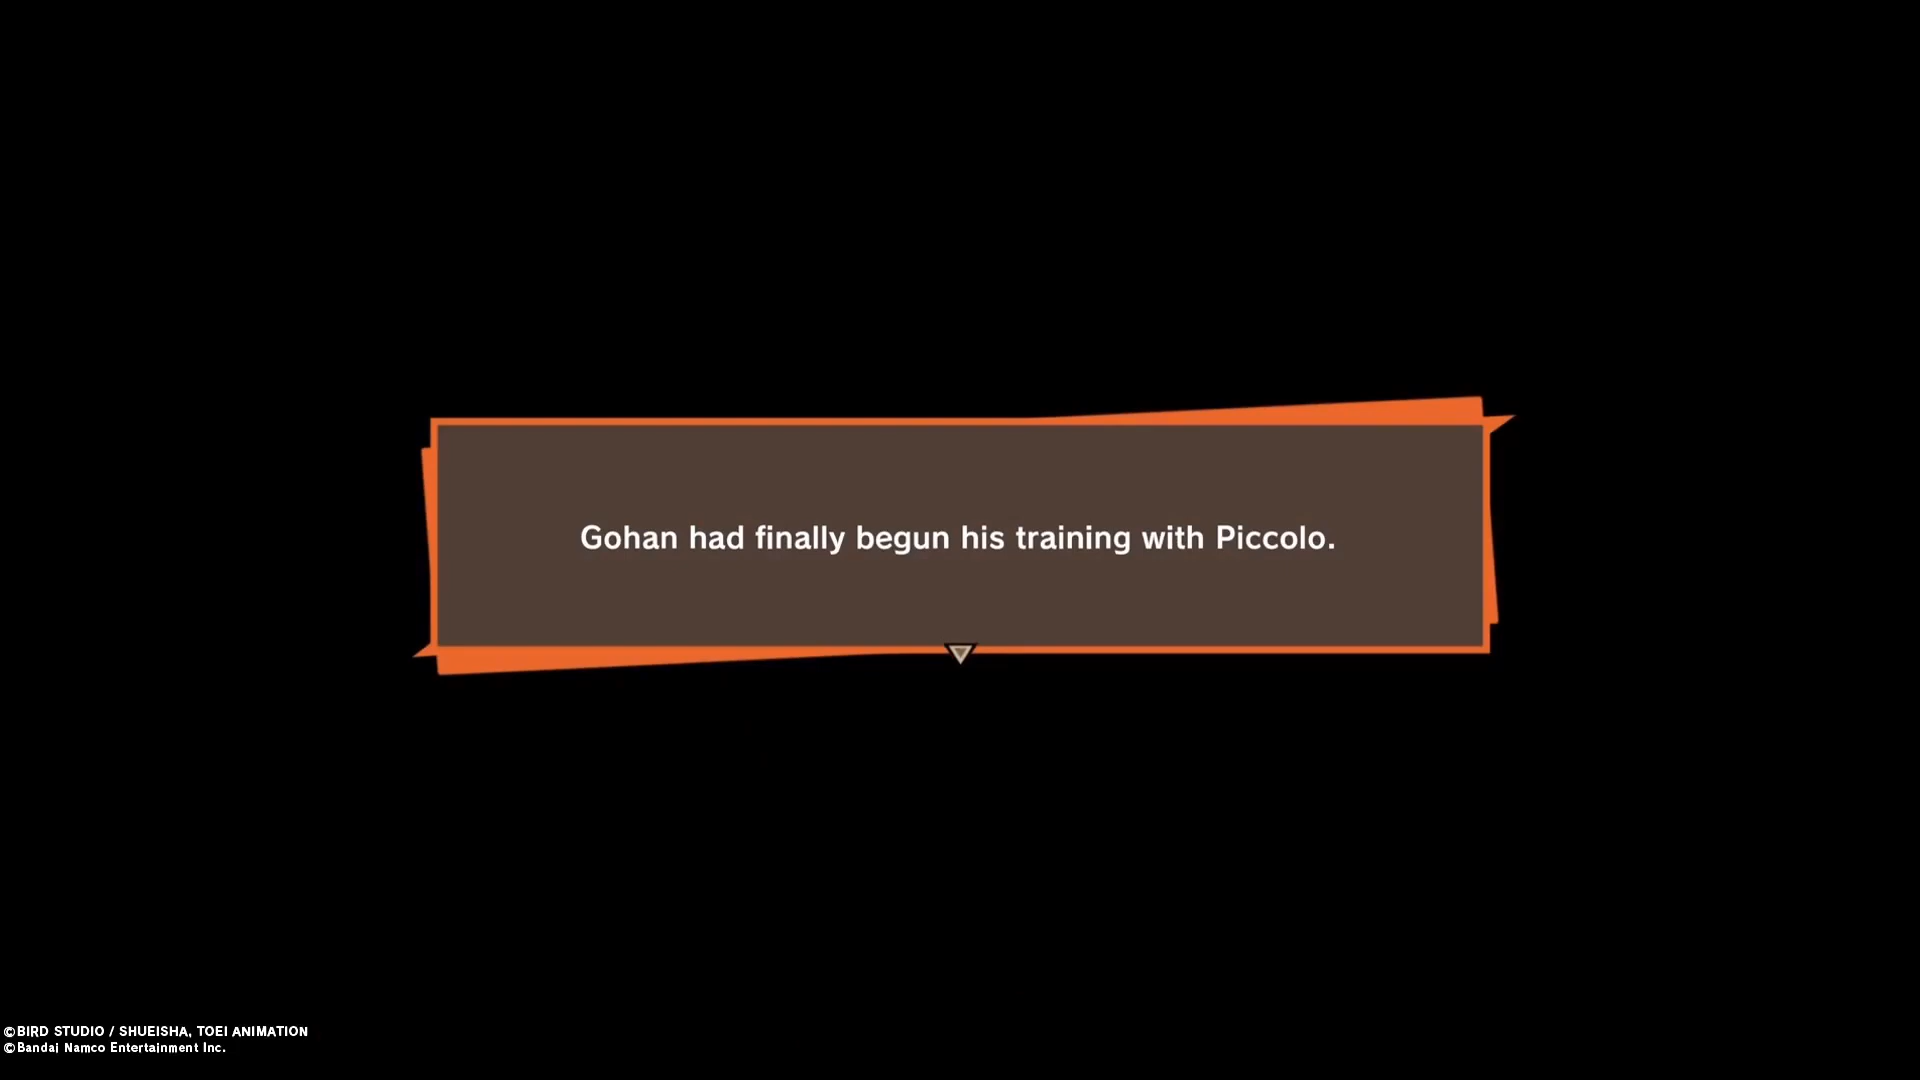 Gohan had finally begun his training with Piccolo.
©BIRD STUDIO / SHUEISHA, TOEI ANIMATION
©Bandai Namco Entertainment Inc.